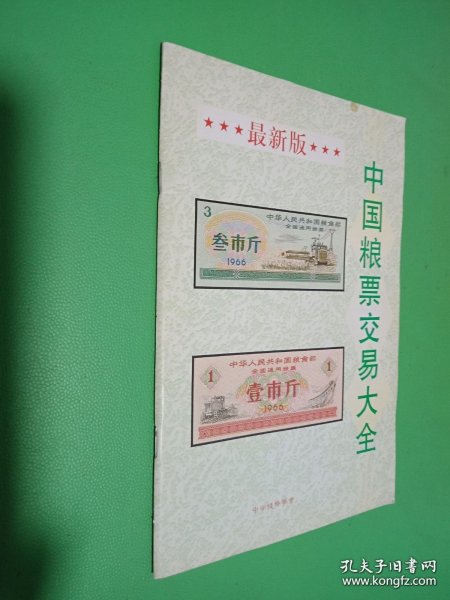 ★★★最新版★★★
中国粮票交易大全
3
中华人民共和国粮食部
全国通用粮票
叁市斤
1966
中华人民共和国粮食部
全国通用粮票
1
壹市斤
1
1966
孔夫子旧书网
www.kongfz.com